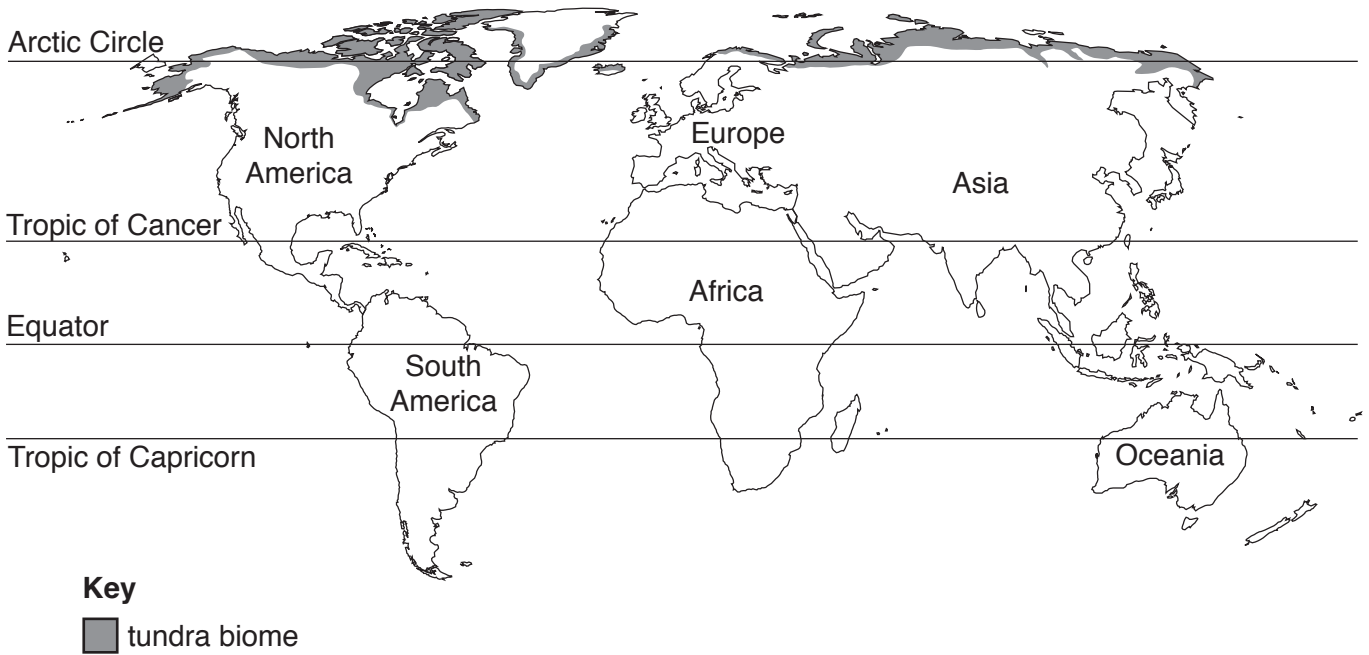 Arctic Circle
North
America
Europe
Asia
Tropic of Cancer
Africa
Equator
South
America
Tropic of Capricorn
Oceania
Key
tundra biome